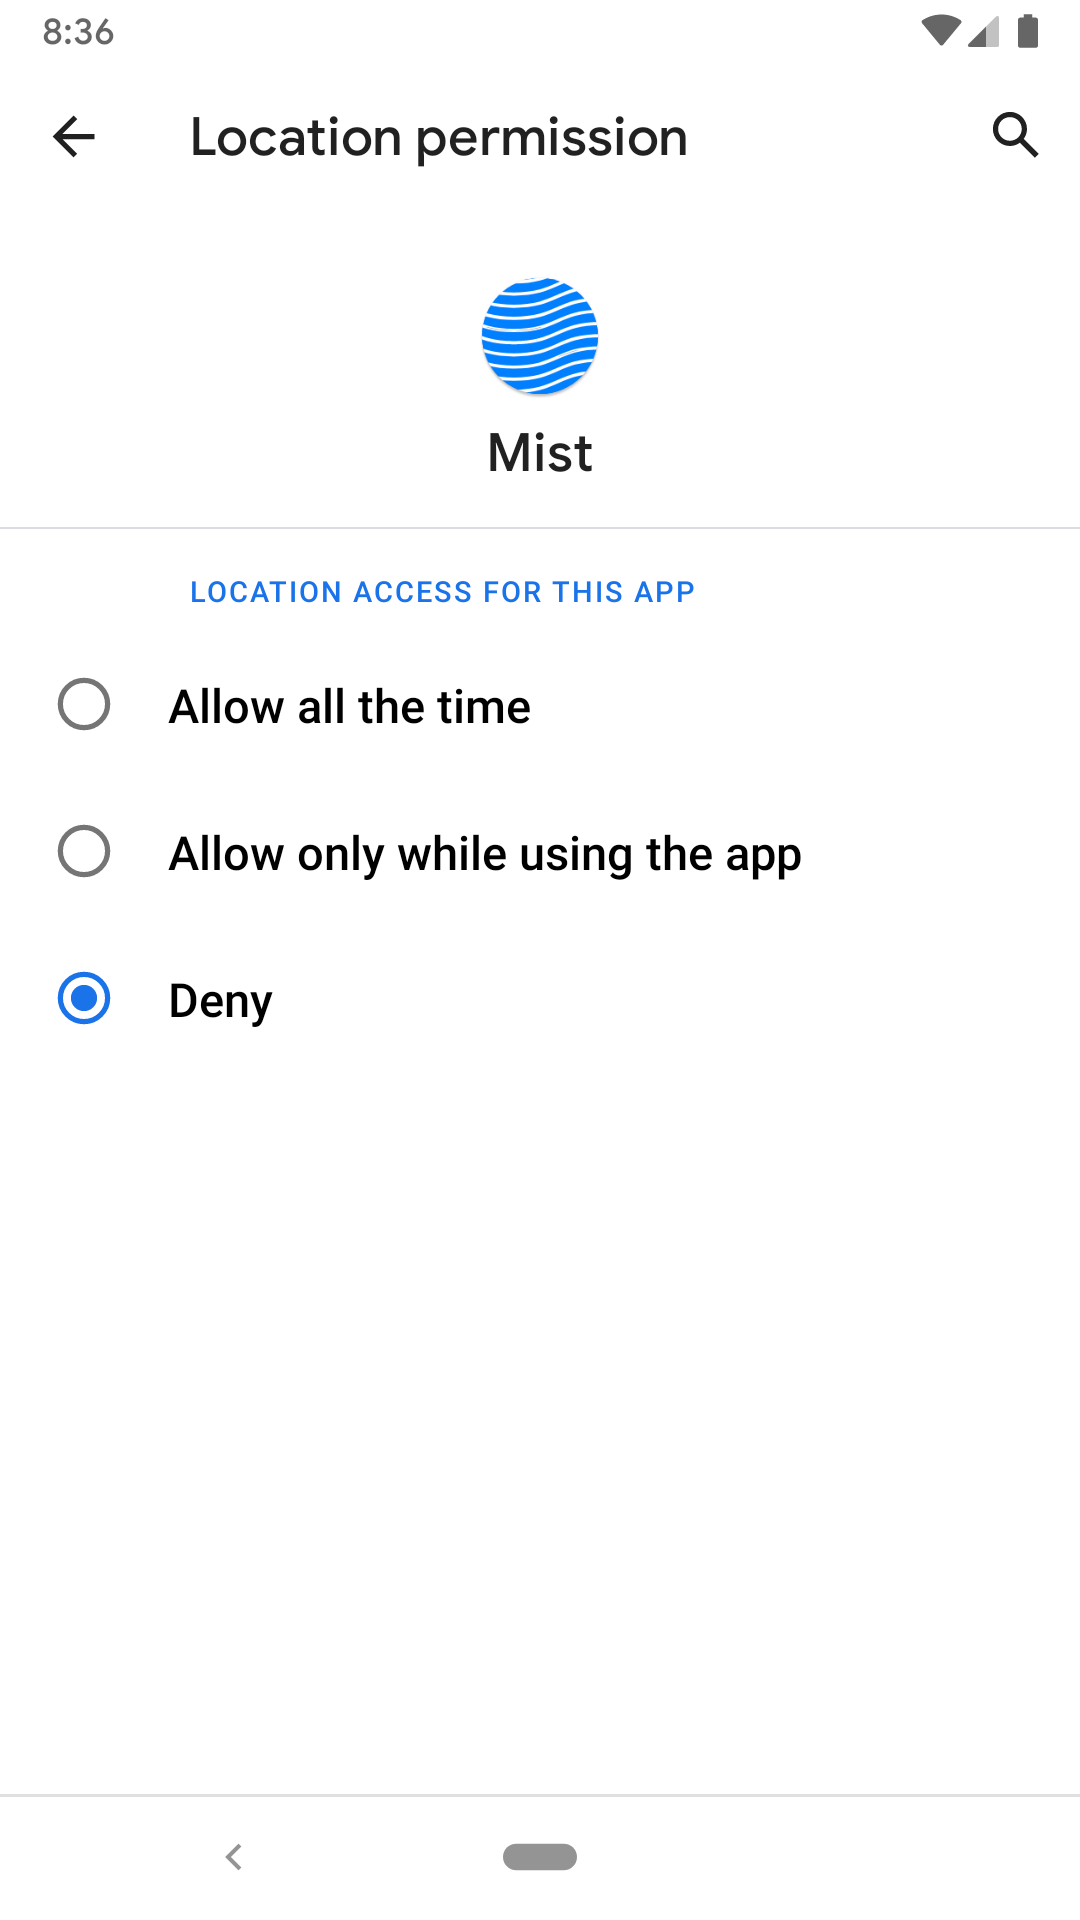 8:36
Location permission
Mist
LOCATION ACCESS FOR THIS APP
Allow all the time
Allow only while using the app
Deny